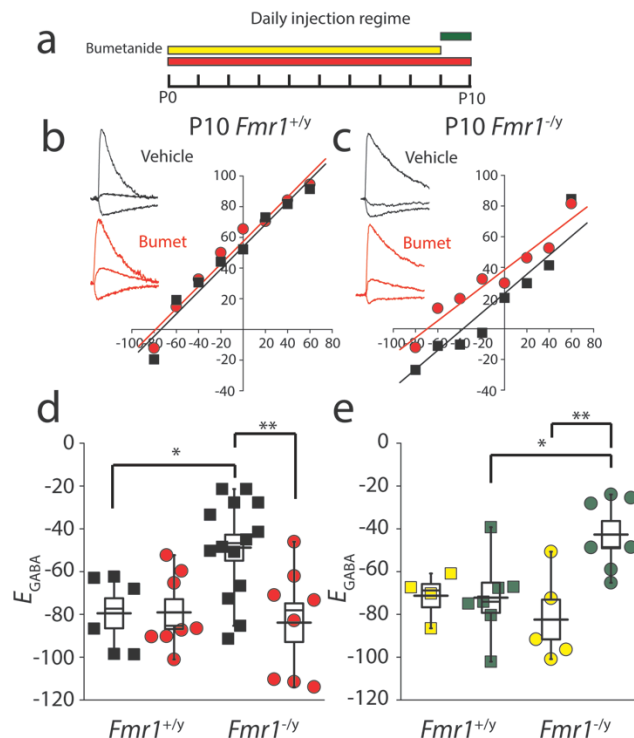 Daily injection regime
a
Bumetanide
P0 P10
b P10 Fmr1+/y
Vehicle
Bumet
100
80
60
40
20
-100 -80 -60 -40 -20 0 20 40 60 80
-20
-40
c P10 Fmr1-/y
Vehicle
Bumet
100
80
60
40
20
-100 -80 -60 -40 -20 0 20 40 60 80
-20
-40
d
EGABA
0
-20
-40
-60
-80
-100
-120
*
**
Fmr1+/y Fmr1-/y
e
EGABA
0
-20
-40
-60
-80
-100
-120
*
**
Fmr1+/y Fmr1-/y